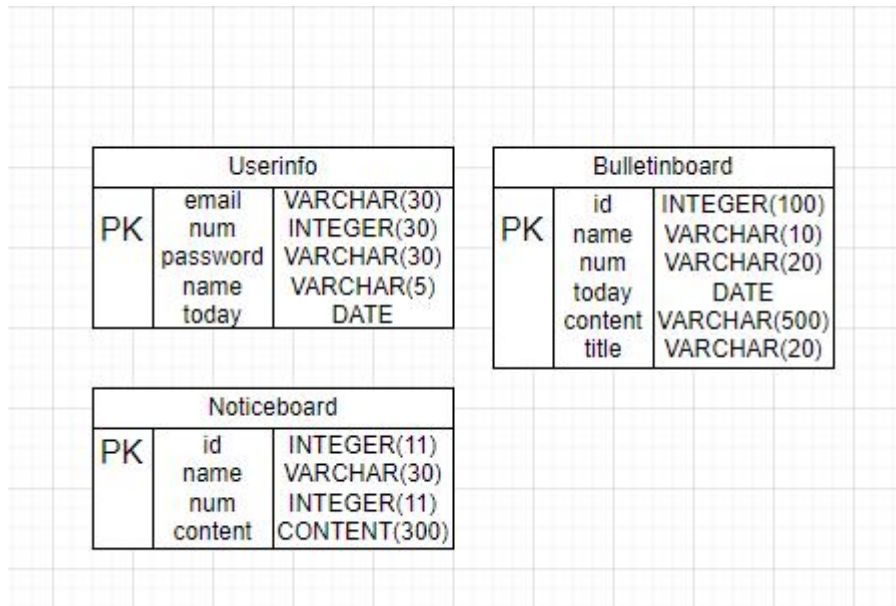 Userinfo
PK
email VARCHAR(30)
num INTEGER(30)
password VARCHAR(30)
name VARCHAR(5)
today DATE
Bulletinboard
PK
id INTEGER(100)
name VARCHAR(10)
num VARCHAR(20)
today DATE
content VARCHAR(500)
title VARCHAR(20)
Noticeboard
PK
id INTEGER(11)
name VARCHAR(30)
num INTEGER(11)
content CONTENT(300)